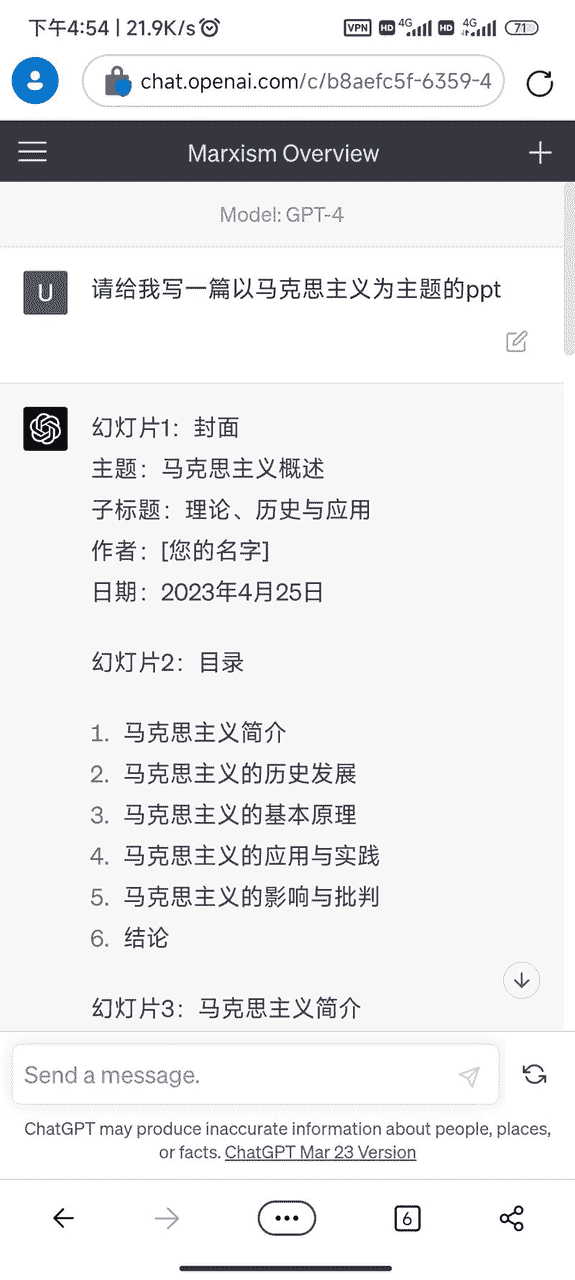 下午4:54 | 21.9K/s
VPN HD 4G HD 4G 71
chat.openai.com/c/b8aefc5f-6359-4
Marxism Overview
Model: GPT-4
U
请给我写一篇以马克思主义为主题的ppt
幻灯片1：封面
主题：马克思主义概述
子标题：理论、历史与应用
作者：[您的名字]
日期：2023年4月25日
幻灯片2：目录
1. 马克思主义简介
2. 马克思主义的历史发展
3. 马克思主义的基本原理
4. 马克思主义的应用与实践
5. 马克思主义的影响与批判
6. 结论
幻灯片3：马克思主义简介
Send a message.
ChatGPT may produce inaccurate information about people, places,
or facts. ChatGPT Mar 23 Version
6